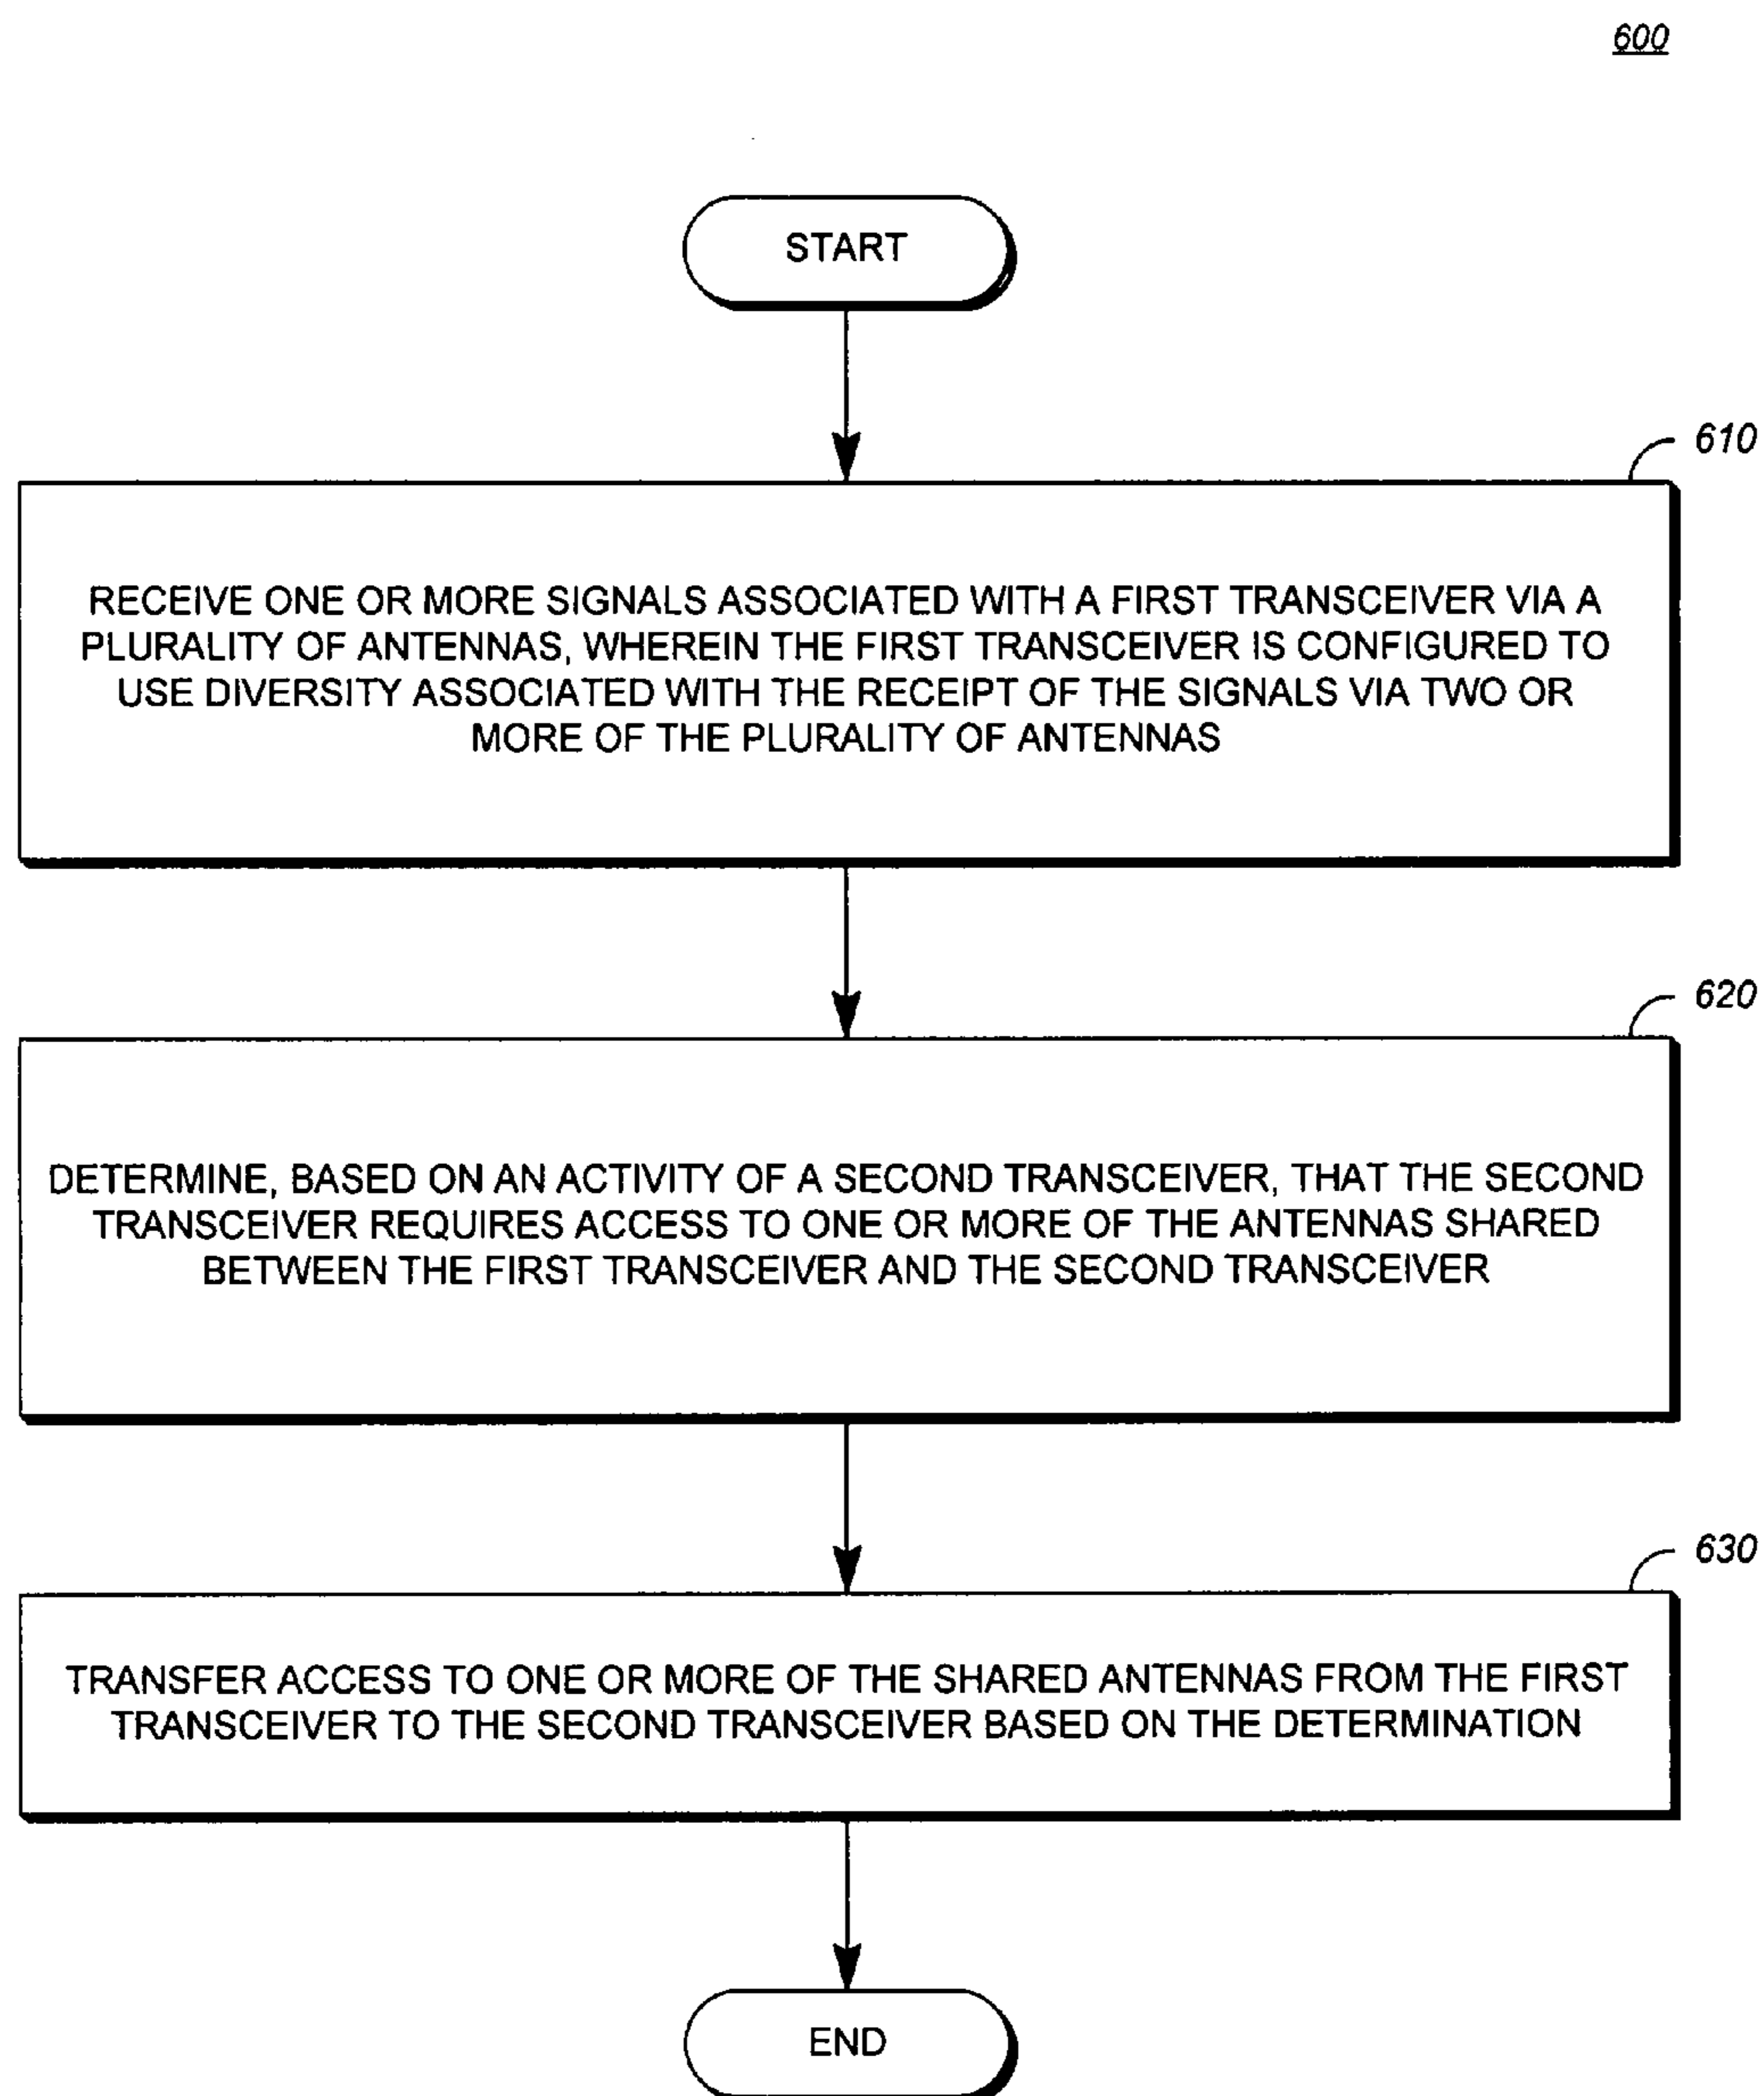 600
START
610
RECEIVE ONE OR MORE SIGNALS ASSOCIATED WITH A FIRST TRANSCEIVER VIA A
PLURALITY OF ANTENNAS, WHEREIN THE FIRST TRANSCEIVER IS CONFIGURED TO
USE DIVERSITY ASSOCIATED WITH THE RECEIPT OF THE SIGNALS VIA TWO OR
MORE OF THE PLURALITY OF ANTENNAS
620
DETERMINE, BASED ON AN ACTIVITY OF A SECOND TRANSCEIVER, THAT THE SECOND
TRANSCEIVER REQUIRES ACCESS TO ONE OR MORE OF THE ANTENNAS SHARED
BETWEEN THE FIRST TRANSCEIVER AND THE SECOND TRANSCEIVER
630
TRANSFER ACCESS TO ONE OR MORE OF THE SHARED ANTENNAS FROM THE FIRST
TRANSCEIVER TO THE SECOND TRANSCEIVER BASED ON THE DETERMINATION
END